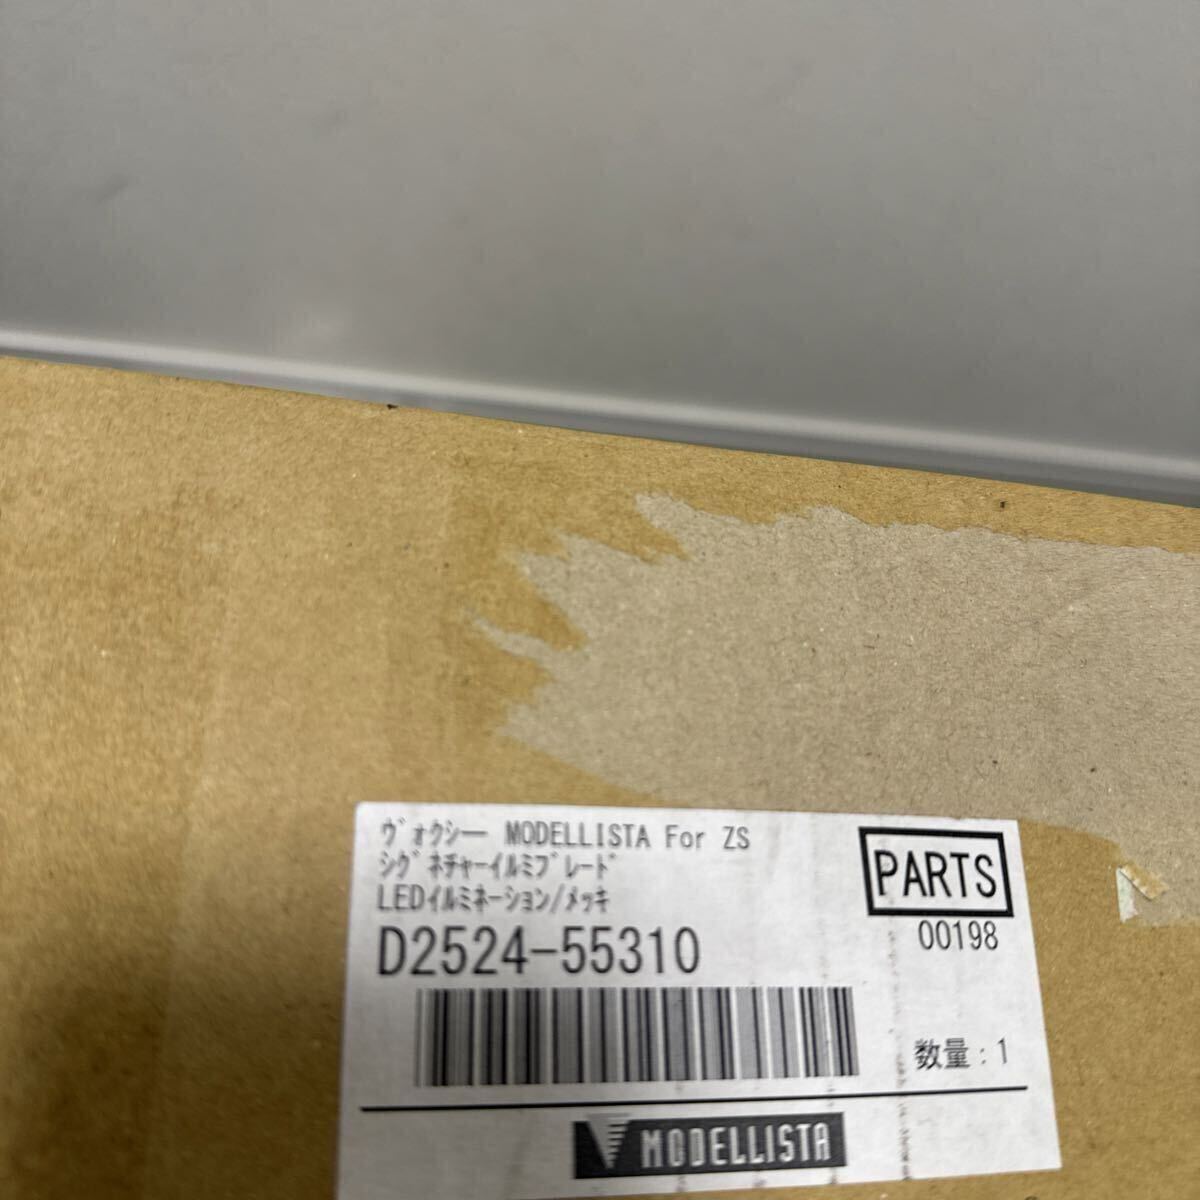 ｳﾞｫｸｼｰ MODELLISTA For ZS
ｼｸﾞﾈﾁｬｰｲﾙﾐﾌﾞﾚｰﾄﾞ
LEDｲﾙﾐﾈｰｼｮﾝ/ﾒｯｷ
D2524-55310
PARTS
00198
数量:1
MODELLISTA